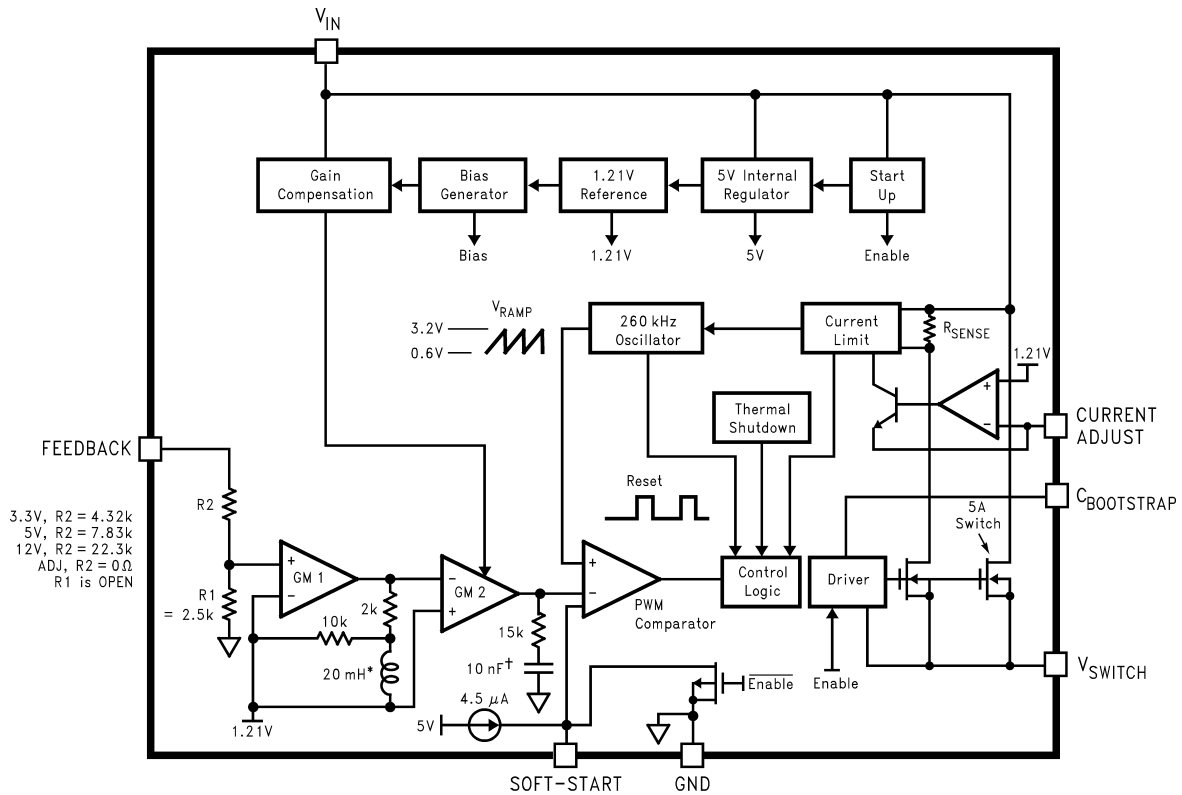 VIN
Gain
Compensation
Bias
Generator
1.21V
Reference
5V Internal
Regulator
Start
Up
Bias
1.21V
5V
Enable
VRAMP
3.2V
0.6V
260 kHz
Oscillator
Current
Limit
RSENSE
1.21V
+
−
Thermal
Shutdown
CURRENT
ADJUST
FEEDBACK
Reset
CBOOTSTRAP
5A
Switch
R2
3.3V, R2 = 4.32k
5V, R2 = 7.83k
12V, R2 = 22.3k
ADJ, R2 = 0Ω
R1 is OPEN
R1
= 2.5k
+
GM 1
−
−
GM 2
+
+
−
PWM
Comparator
Control
Logic
Driver
2k
10k
20 mH*
15k
10 nF†
4.5 μA
5V
1.21V
E̅n̅a̅b̅l̅e̅
Enable
VSWITCH
SOFT-START
GND